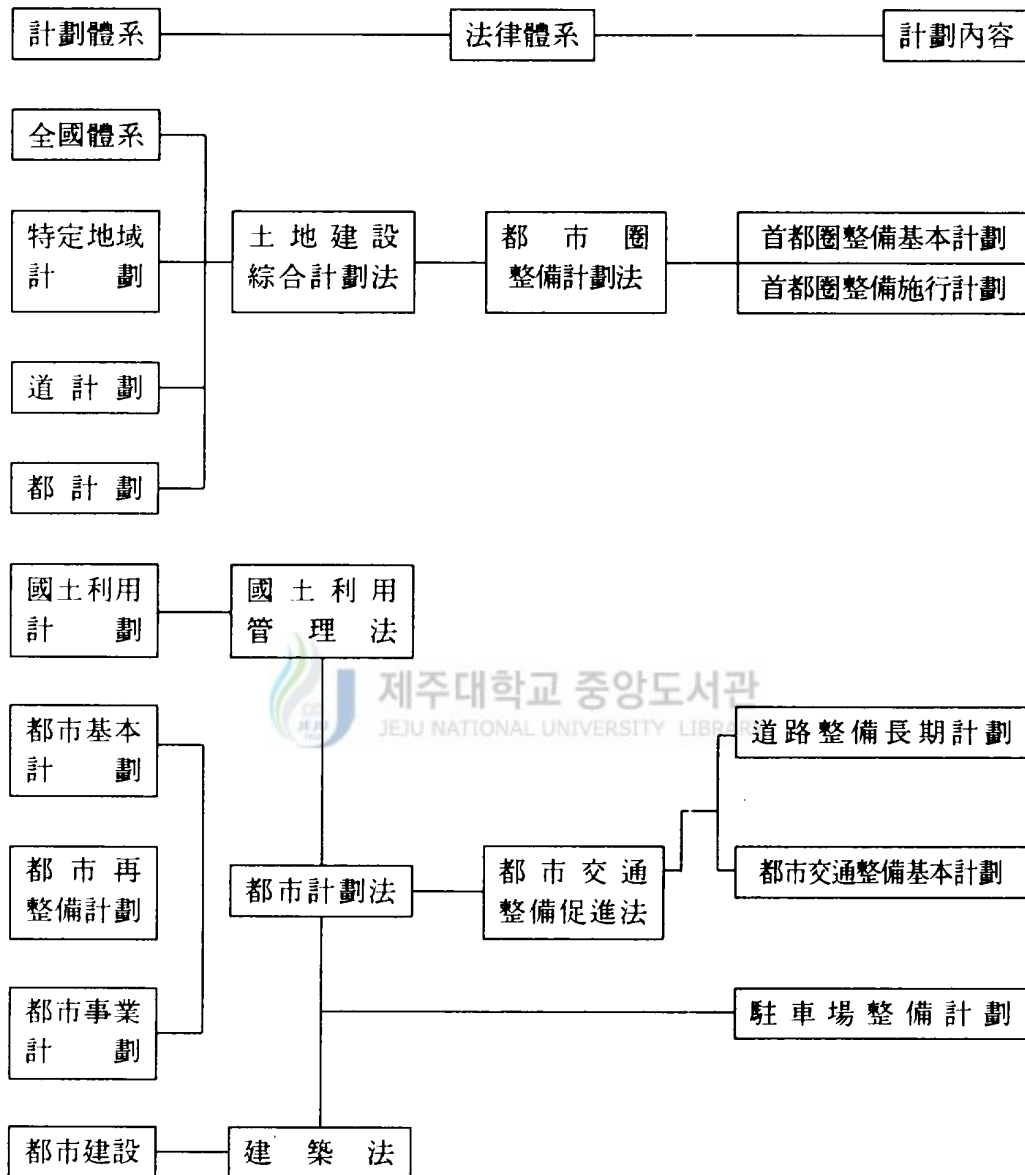 計劃體系
法律體系
計劃內容
全國體系
特定地域
計劃
土地建設
綜合計劃法
都市圈
整備計劃法
首都圈整備基本計劃
首都圈整備施行計劃
道計劃
都計劃
國土利用
計劃
國土利用
管理法
제주대학교 중앙도서관
JEJU NATIONAL UNIVERSITY LIBRARY
都市基本
計劃
道路整備長期計劃
都市再
整備計劃
都市計劃法
都市交通
整備促進法
都市交通整備基本計劃
都市事業
計劃
駐車場整備計劃
都市建設
建築法